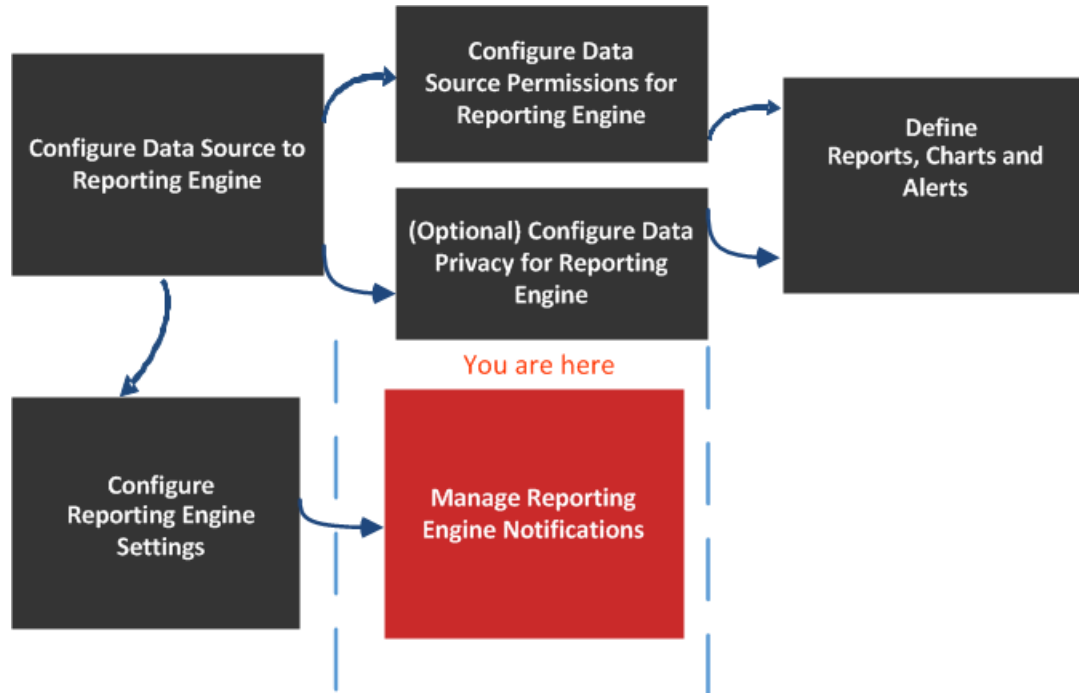 Configure Data Source to
Reporting Engine
Configure Data
Source Permissions for
Reporting Engine
(Optional) Configure Data
Privacy for Reporting
Engine
Define
Reports, Charts and
Alerts
You are here
Configure
Reporting Engine
Settings
Manage Reporting
Engine Notifications